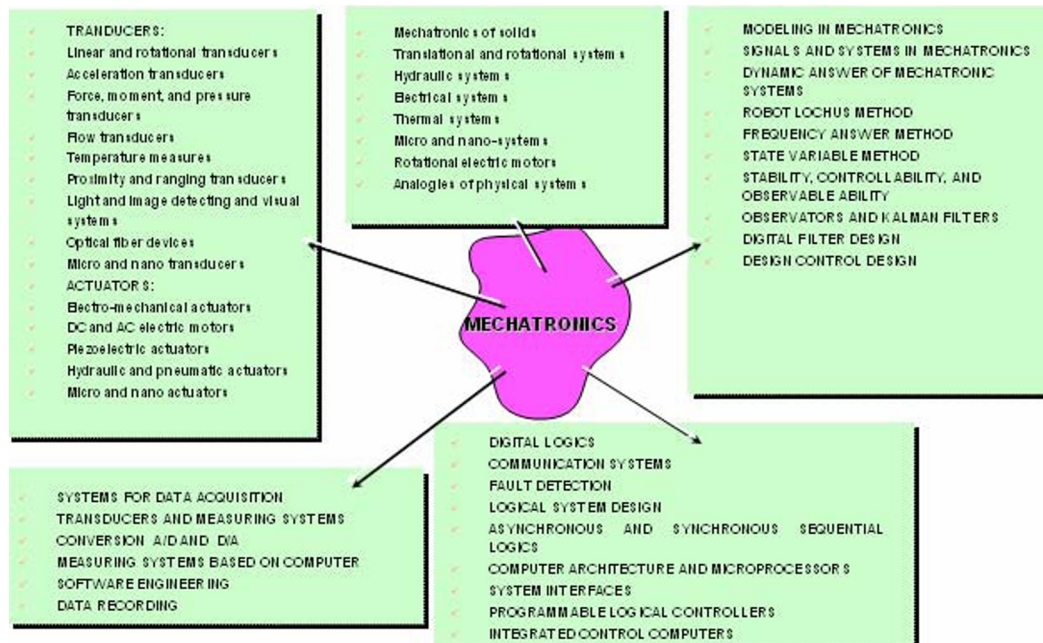 TRANDUCERS:
Linear and rotational transducers
Acceleration transducers
Force, moment, and pressure
transducers
Flow transducers
Temperature measures
Proximity and ranging transducers
Light and image detecting and visual
systems
Optical fiber devices
Micro and nano transducers
ACTUATORS:
Electro-mechanical actuators
DC and AC electric motors
Piezoelectric actuators
Hydraulic and pneumatic actuators
Micro and nano actuators
Mechatronics of solids
Translational and rotational systems
Hydraulic systems
Electrical systems
Thermal systems
Micro and nano-systems
Rotational electric motors
Analogies of physical systems
MODELING IN MECHATRONICS
SIGNALS AND SYSTEMS IN MECHATRONICS
DYNAMIC ANSWER OF MECHATRONIC
SYSTEMS
ROBOT LOCHUS METHOD
FREQUENCY ANSWER METHOD
STATE VARIABLE METHOD
STABILITY, CONTROLLABILITY, AND
OBSERVABLE ABILITY
OBSERVATORS AND KALMAN FILTERS
DIGITAL FILTER DESIGN
DESIGN CONTROL DESIGN
MECHATRONICS
SYSTEMS FOR DATA ACQUISITION
TRANSDUCERS AND MEASURING SYSTEMS
CONVERSION A/D AND D/A
MEASURING SYSTEMS BASED ON COMPUTER
SOFTWARE ENGINEERING
DATA RECORDING
DIGITAL LOGICS
COMMUNICATION SYSTEMS
FAULT DETECTION
LOGICAL SYSTEM DESIGN
ASYNCHRONOUS AND SYNCHRONOUS SEQUENTIAL
LOGICS
COMPUTER ARCHITECTURE AND MICROPROCESSORS
SYSTEM INTERFACES
PROGRAMMABLE LOGICAL CONTROLLERS
INTEGRATED CONTROL COMPUTERS